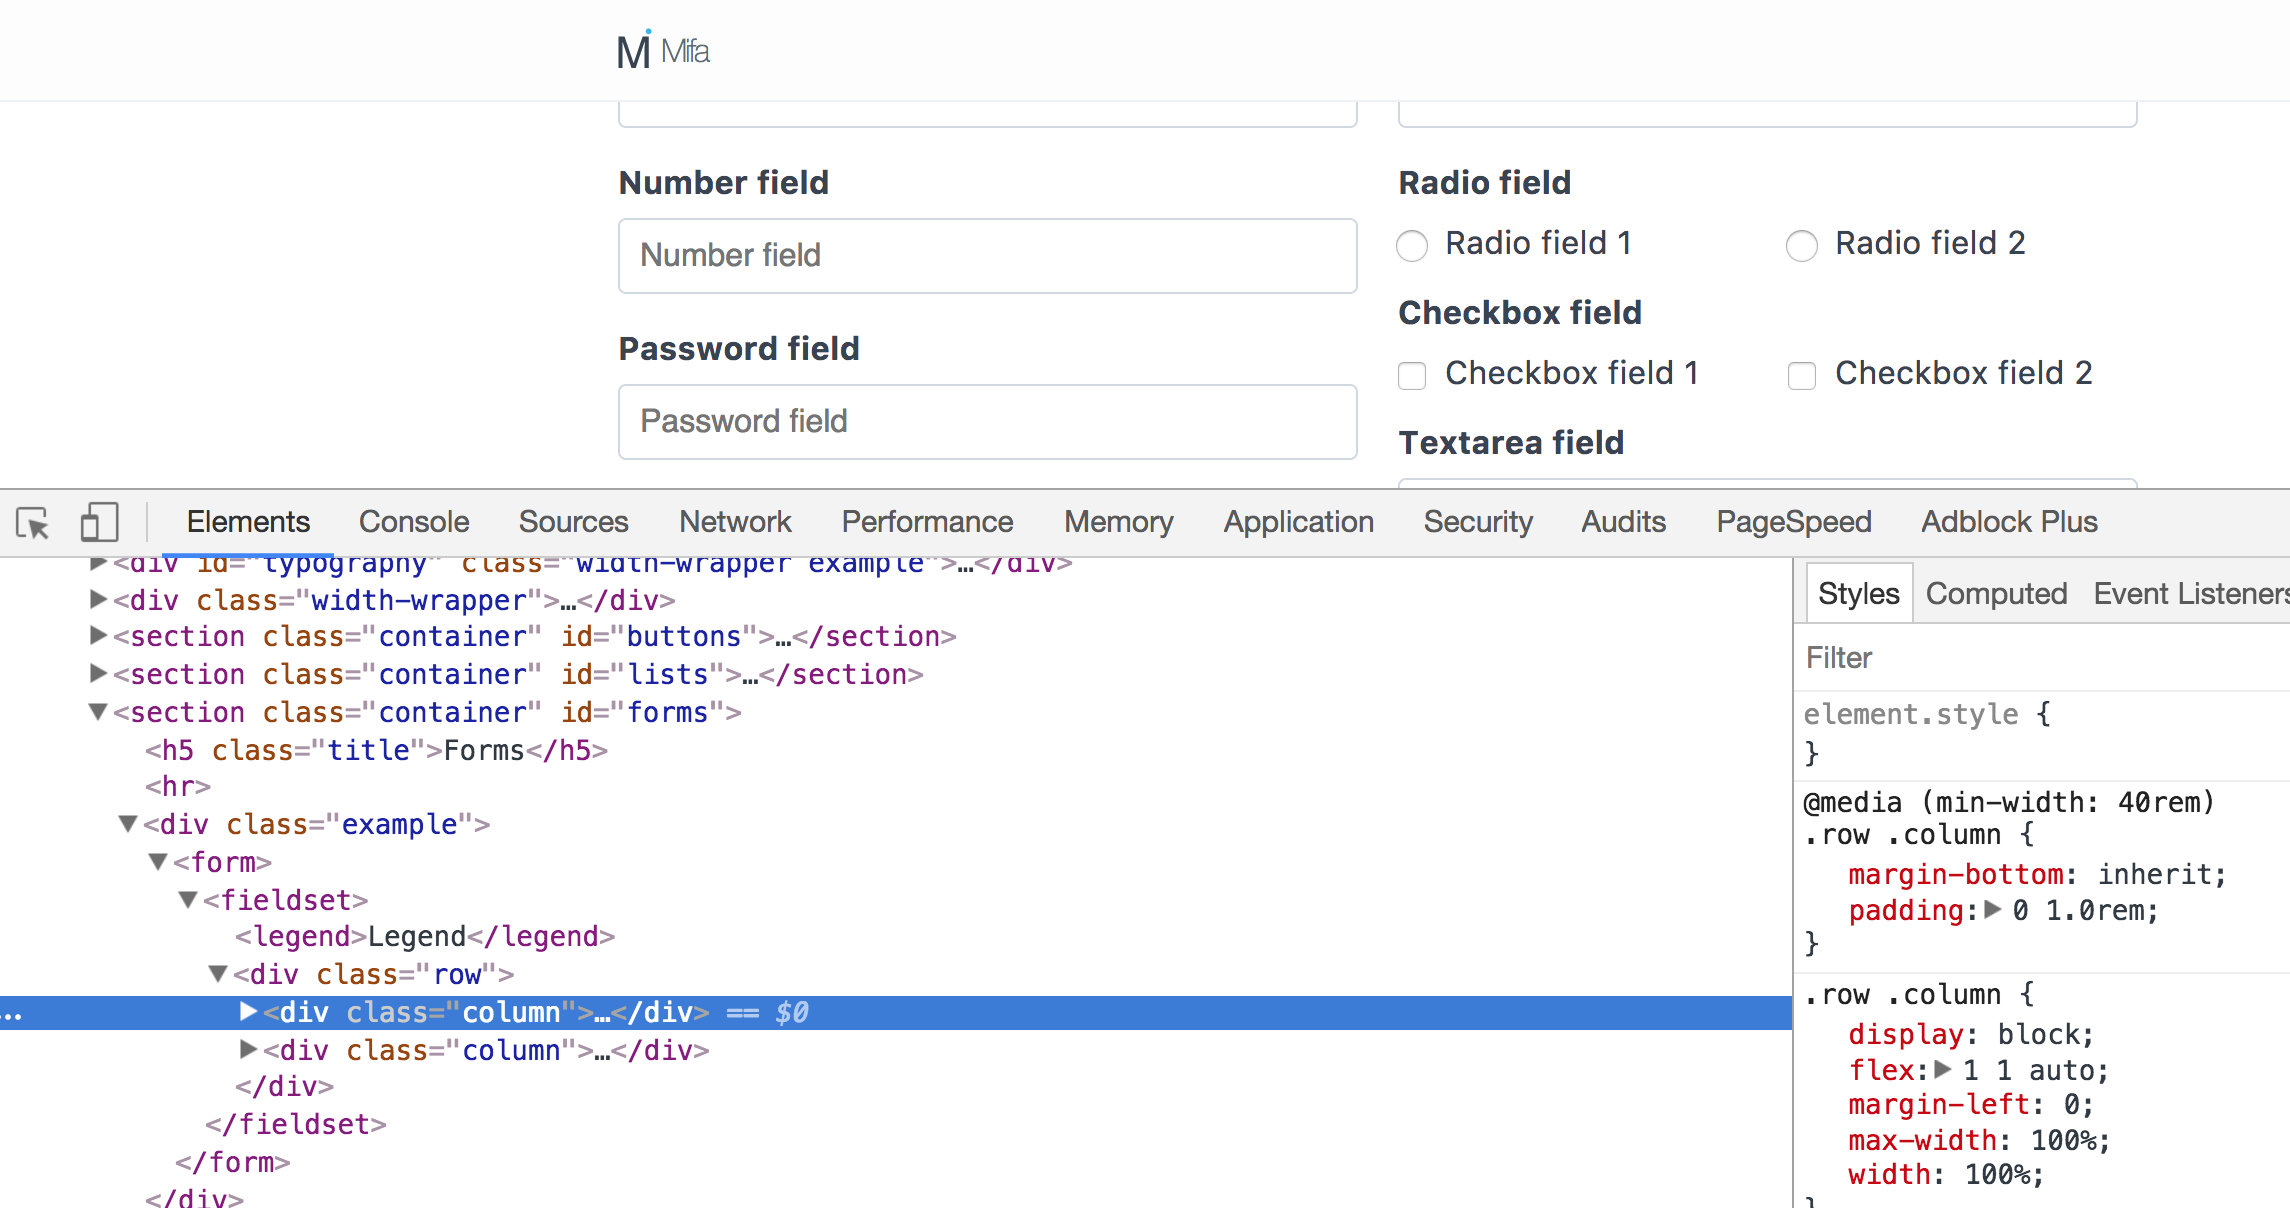 M Mifa
Number field
Number field
Password field
Password field
Radio field
Radio field 1 Radio field 2
Checkbox field
Checkbox field 1 Checkbox field 2
Textarea field
Elements Console Sources Network Performance Memory Application Security Audits PageSpeed Adblock Plus
<div id="typography" class="width-wrapper example">…</div>
<div class="width-wrapper">…</div>
<section class="container" id="buttons">…</section>
<section class="container" id="lists">…</section>
<section class="container" id="forms">
<h5 class="title">Forms</h5>
<hr>
<div class="example">
<form>
<fieldset>
<legend>Legend</legend>
<div class="row">
... <div class="column">…</div> == $0
<div class="column">…</div>
</div>
</fieldset>
</form>
</div>
Styles Computed Event Listeners
Filter
element.style {
}
@media (min-width: 40rem)
.row .column {
margin-bottom: inherit;
padding: 0 1.0rem;
}
.row .column {
display: block;
flex: 1 1 auto;
margin-left: 0;
max-width: 100%;
width: 100%;
}